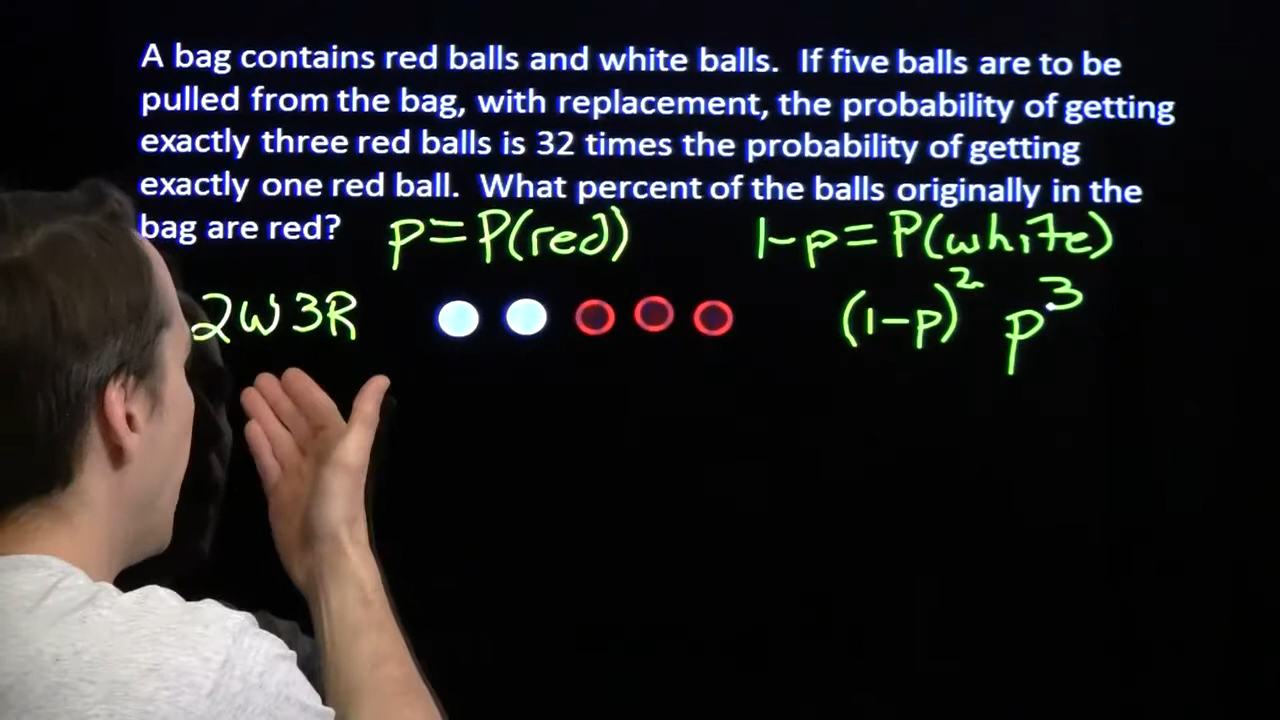 A bag contains red balls and white balls. If five balls are to be
pulled from the bag, with replacement, the probability of getting
exactly three red balls is 32 times the probability of getting
exactly one red ball. What percent of the balls originally in the
bag are red? p=P(red) 1-p=P(white)
2W3R (1-p)² p³